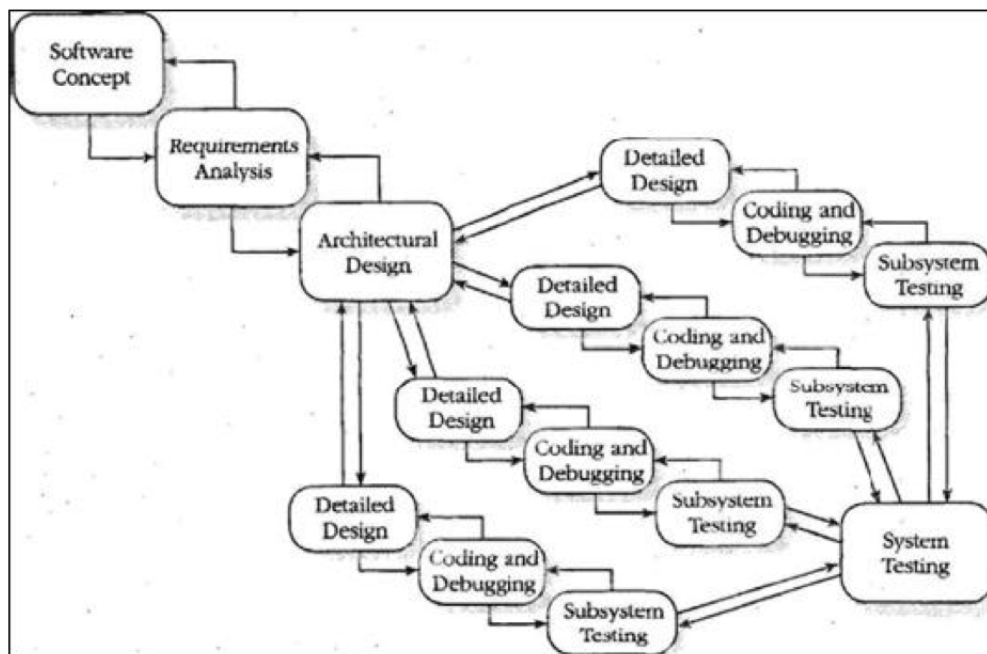 Software
Concept
Requirements
Analysis
Architectural
Design
Detailed
Design
Coding and
Debugging
Subsystem
Testing
Detailed
Design
Coding and
Debugging
Subsystem
Testing
Detailed
Design
Coding and
Debugging
Subsystem
Testing
Detailed
Design
Coding and
Debugging
Subsystem
Testing
System
Testing